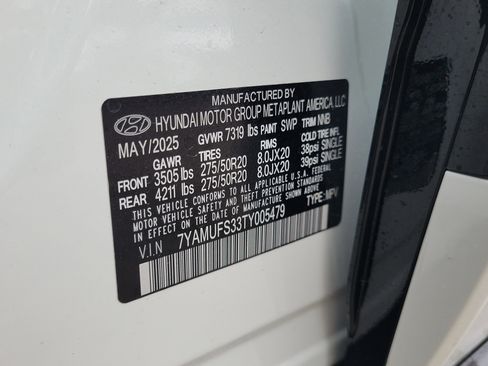 MANUFACTURED BY
HYUNDAI MOTOR GROUP METAPLANT AMERICA, LLC
MAY/2025 GVWR 7319 lbs PAINT SWP TRIM NNB
GAWR TIRES RIMS COLD TIRE INFL
FRONT 3505 lbs 275/50R20 8.0JX20 38psi SINGLE
REAR 4211 lbs 275/50R20 8.0JX20 39psi SINGLE
THIS VEHICLE CONFORMS TO ALL APPLICABLE
U.S.A. FEDERAL MOTOR VEHICLE SAFETY
STANDARDS IN EFFECT ON THE DATE OF
MANUFACTURE SHOWN ABOVE. TYPE:MPV
V.I.N 7YAMUFS33TY005479